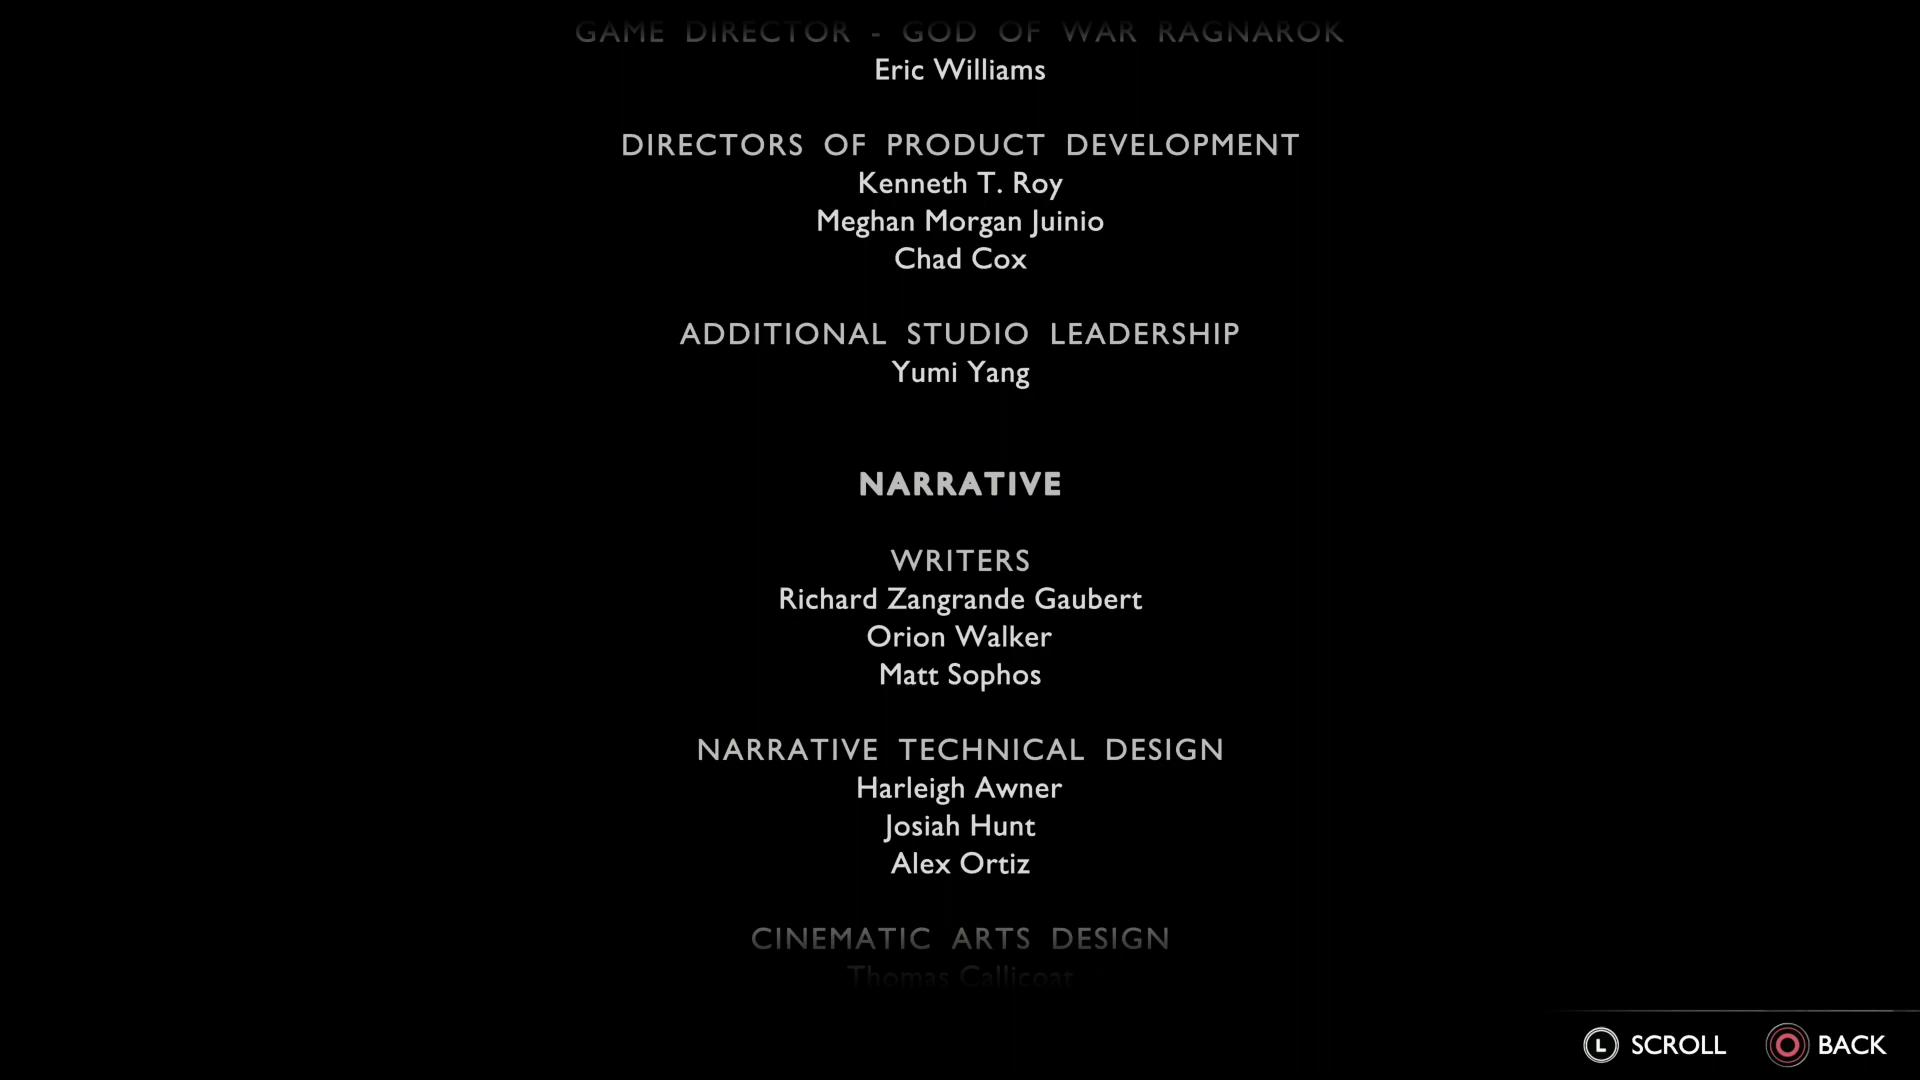 GAME DIRECTOR - GOD OF WAR RAGNAROK
Eric Williams
DIRECTORS OF PRODUCT DEVELOPMENT
Kenneth T. Roy
Meghan Morgan Juinio
Chad Cox
ADDITIONAL STUDIO LEADERSHIP
Yumi Yang
NARRATIVE
WRITERS
Richard Zangrande Gaubert
Orion Walker
Matt Sophos
NARRATIVE TECHNICAL DESIGN
Harleigh Awner
Josiah Hunt
Alex Ortiz
CINEMATIC ARTS DESIGN
Thomas Callicoat
L SCROLL BACK